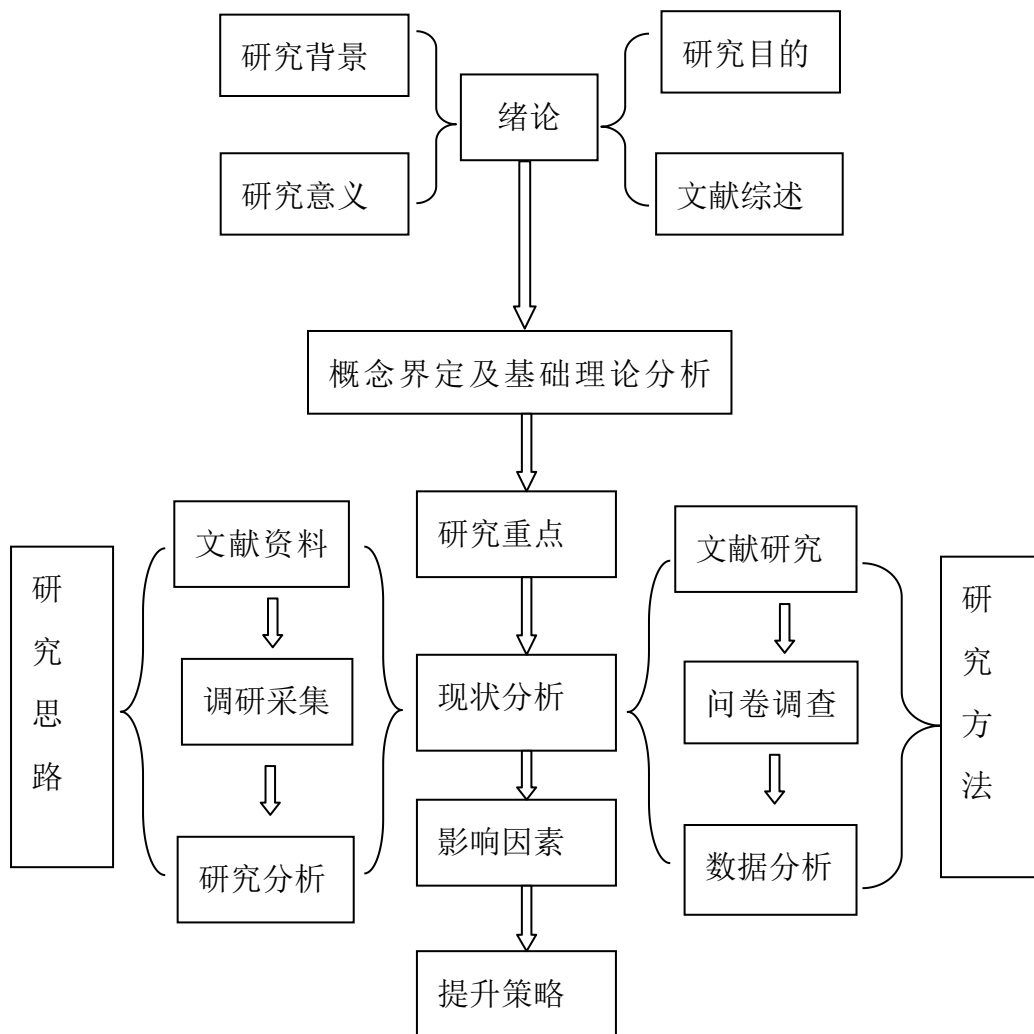 研究背景
研究目的
绪论
研究意义
文献综述
概念界定及基础理论分析
研究重点
文献资料
文献研究
研究思路
研究方法
调研采集
现状分析
问卷调查
影响因素
研究分析
数据分析
提升策略